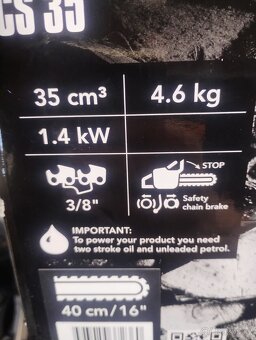 CS 35
35 cm³
4.6 kg
1.4 kW
STOP
3/8"
Safety
chain brake
IMPORTANT:
To power your product you need
two stroke oil and unleaded petrol.
40 cm/16"